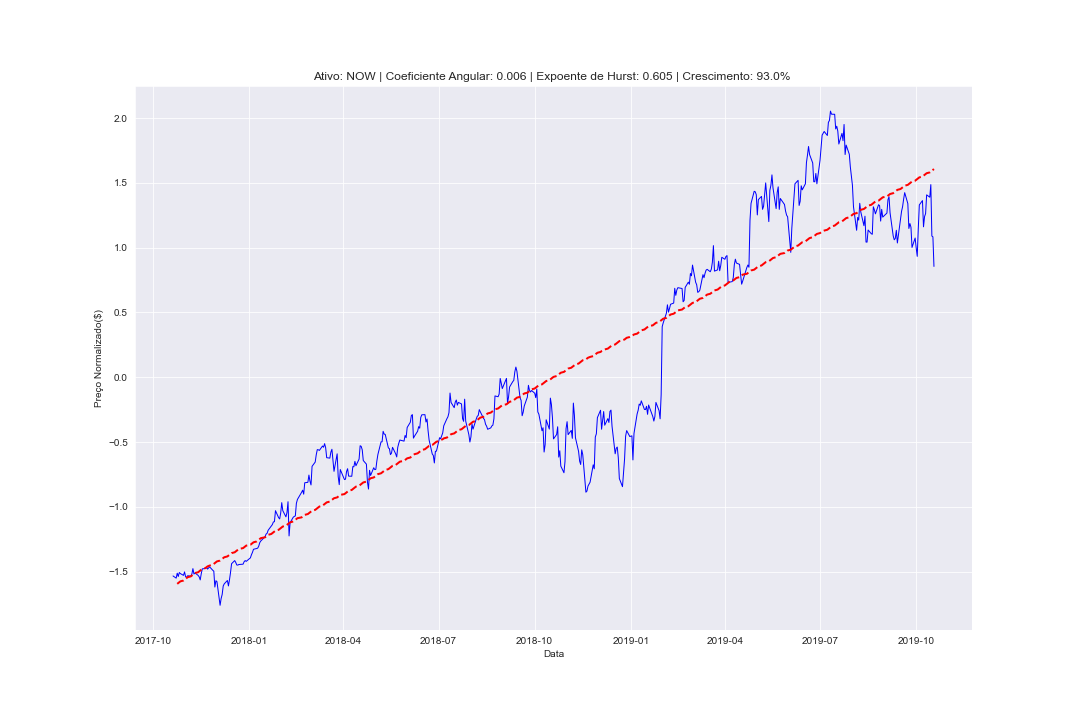 Ativo: NOW | Coeficiente Angular: 0.006 | Expoente de Hurst: 0.605 | Crescimento: 93.0%
2.0
1.5
1.0
0.5
0.0
−0.5
−1.0
−1.5
Preço Normalizado($)
2017-10 2018-01 2018-04 2018-07 2018-10 2019-01 2019-04 2019-07 2019-10
Data